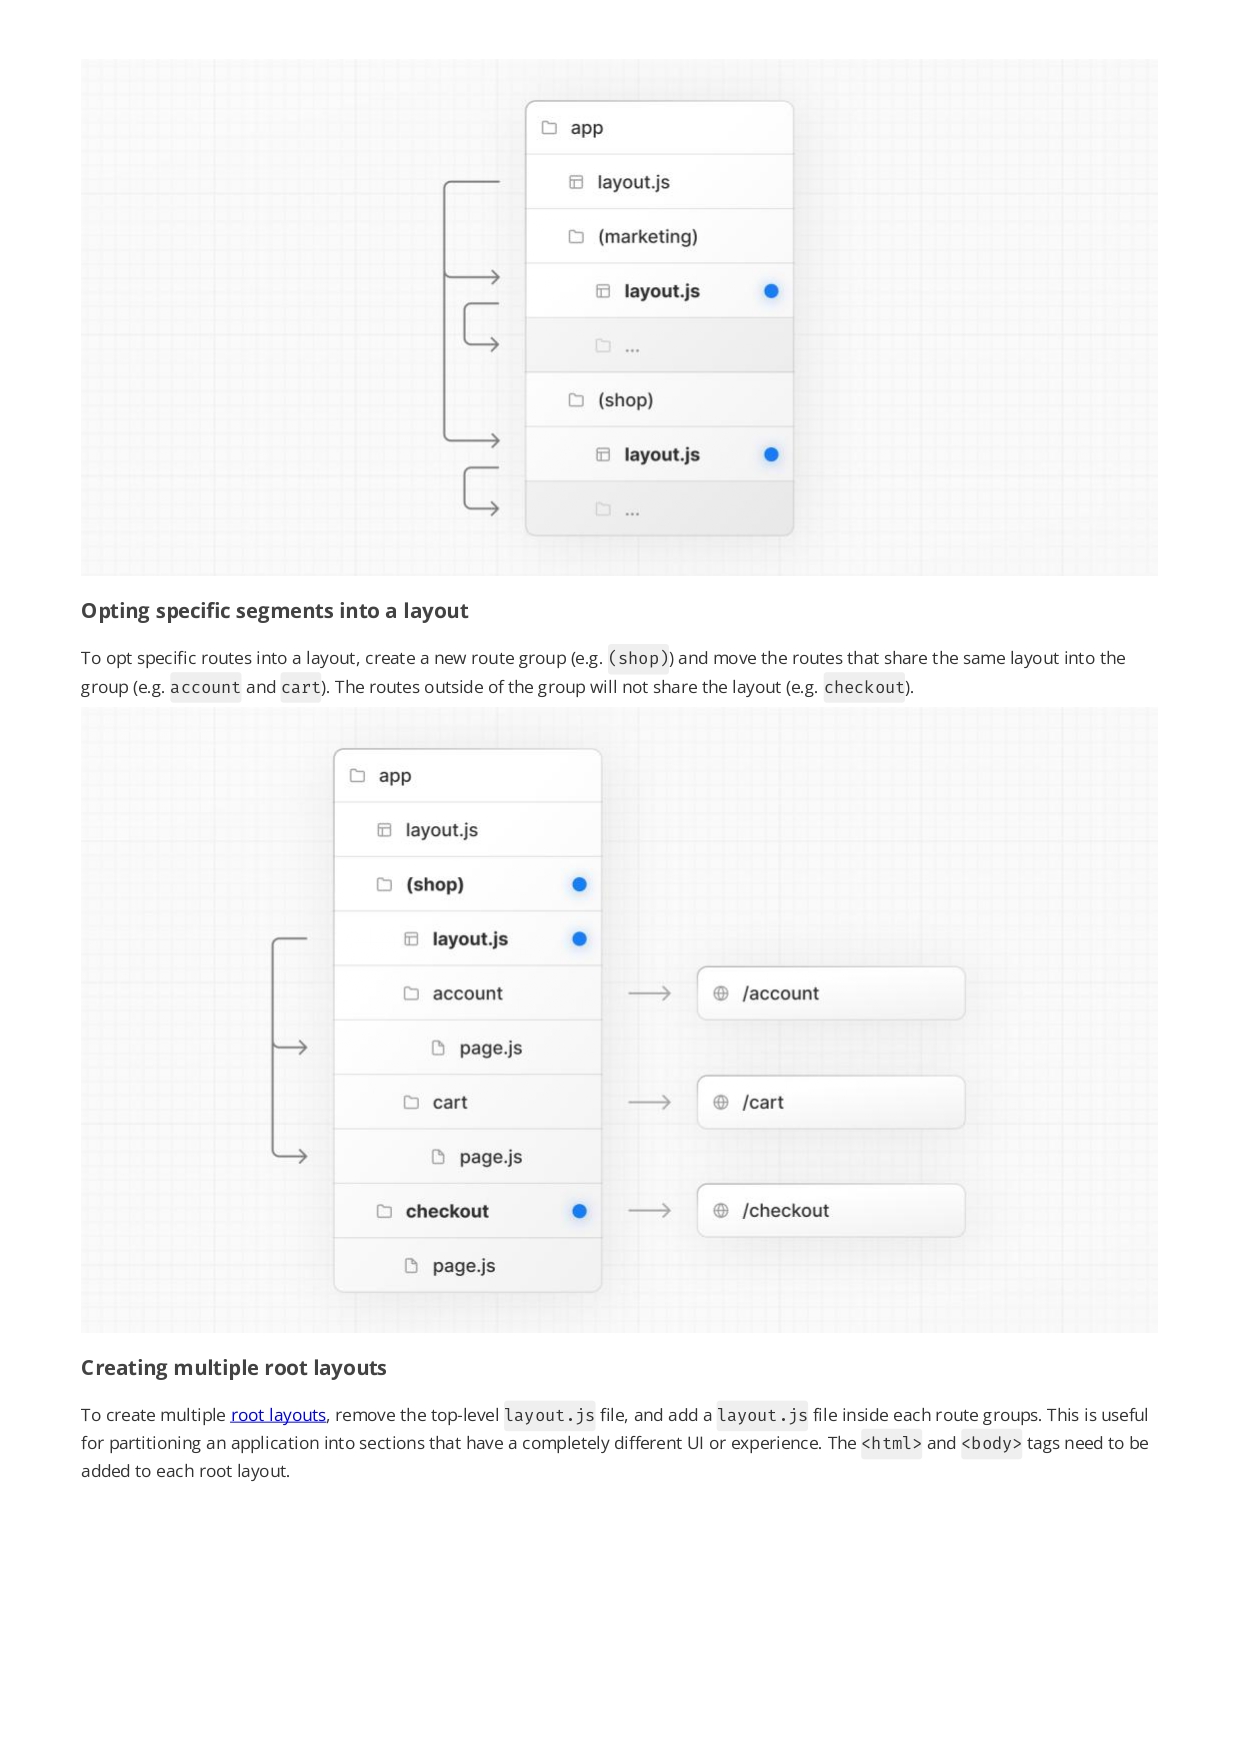 app
layout.js
(marketing)
layout.js
...
(shop)
layout.js
...
Opting specific segments into a layout
To opt specific routes into a layout, create a new route group (e.g. (shop)) and move the routes that share the same layout into the
group (e.g. account and cart). The routes outside of the group will not share the layout (e.g. checkout).
app
layout.js
(shop)
layout.js
account
/account
page.js
cart
/cart
page.js
checkout
/checkout
page.js
Creating multiple root layouts
To create multiple root layouts, remove the top-level layout.js file, and add a layout.js file inside each route groups. This is useful
for partitioning an application into sections that have a completely different UI or experience. The <html> and <body> tags need to be
added to each root layout.